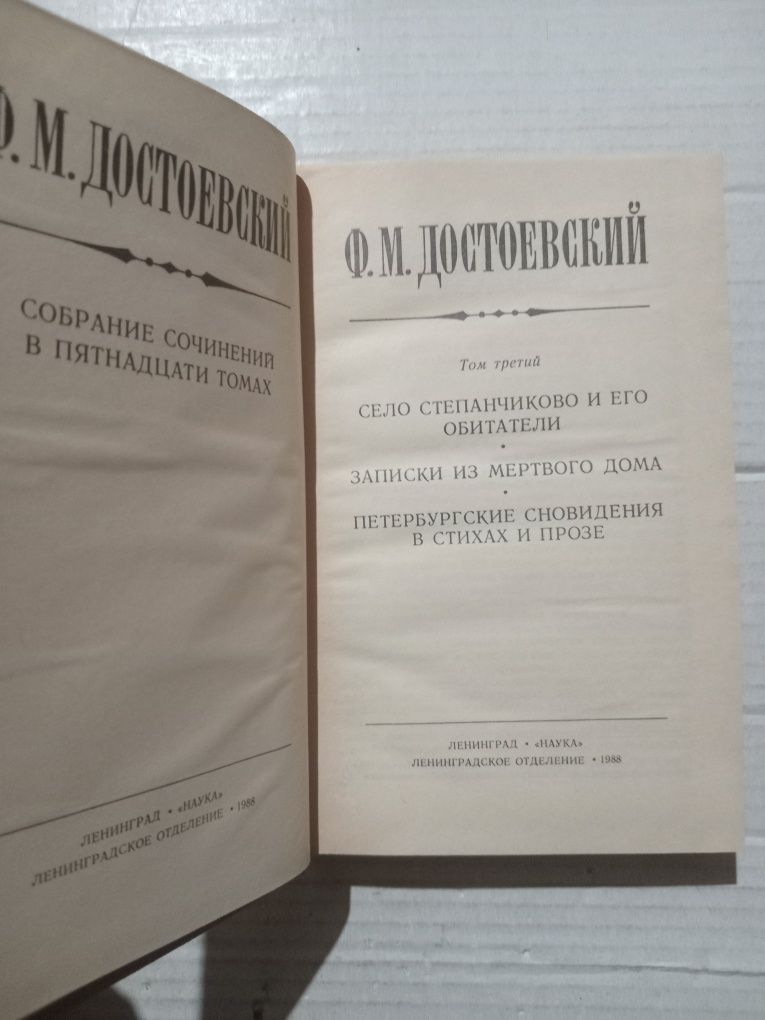 Ф. М. ДОСТОЕВСКИЙ
СОБРАНИЕ СОЧИНЕНИЙ
В ПЯТНАДЦАТИ ТОМАХ
ЛЕНИНГРАД • «НАУКА»
ЛЕНИНГРАДСКОЕ ОТДЕЛЕНИЕ • 1988
Ф. М. ДОСТОЕВСКИЙ
Том третий
СЕЛО СТЕПАНЧИКОВО И ЕГО
ОБИТАТЕЛИ
•
ЗАПИСКИ ИЗ МЕРТВОГО ДОМА
•
ПЕТЕРБУРГСКИЕ СНОВИДЕНИЯ
В СТИХАХ И ПРОЗЕ
ЛЕНИНГРАД • «НАУКА»
ЛЕНИНГРАДСКОЕ ОТДЕЛЕНИЕ • 1988